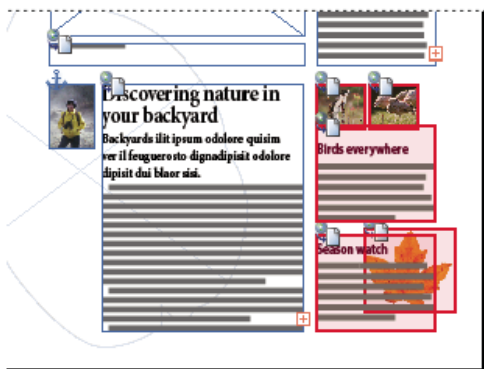 Discovering nature in
your backyard
Backyards ilit ipsum odolore quisim
ver il feuguerosto dignadipisit odolore
dipisit dui blaor sisi.
Birds everywhere
Season watch